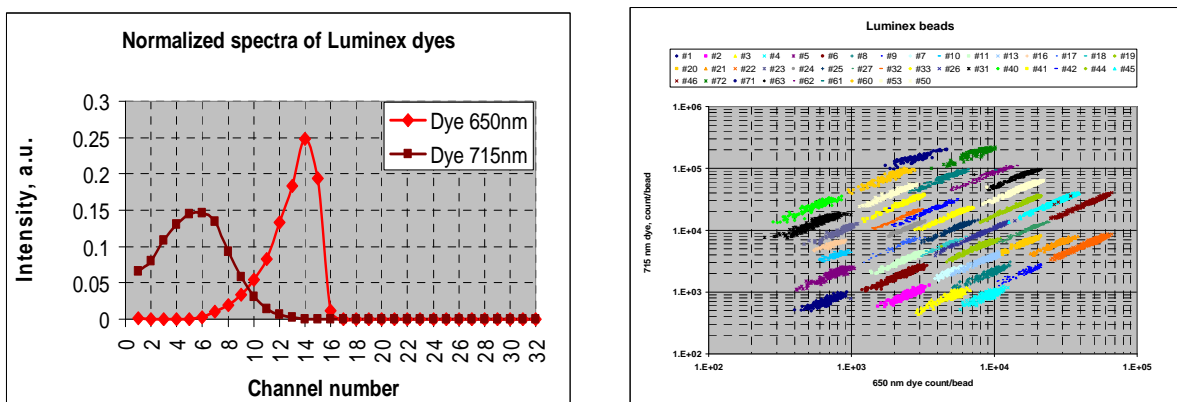 Normalized spectra of Luminex dyes
Intensity, a.u.
0.3
0.25
0.2
0.15
0.1
0.05
0
Dye 650nm
Dye 715nm
0 2 4 6 8 10 12 14 16 18 20 22 24 26 28 30 32
Channel number
Luminex beads
#1 #2 #3 #4 #5 #6 #8 #9 #7 #10 #11 #13 #16 #17 #18 #19
#20 #21 #22 #23 #24 #25 #27 #32 #33 #26 #31 #40 #41 #42 #44 #45
#46 #72 #71 #63 #62 #61 #60 #53 #50
715 nm dye, count/bead
1.E+06
1.E+05
1.E+04
1.E+03
1.E+02
1.E+02 1.E+03 1.E+04 1.E+05
650 nm dye count/bead